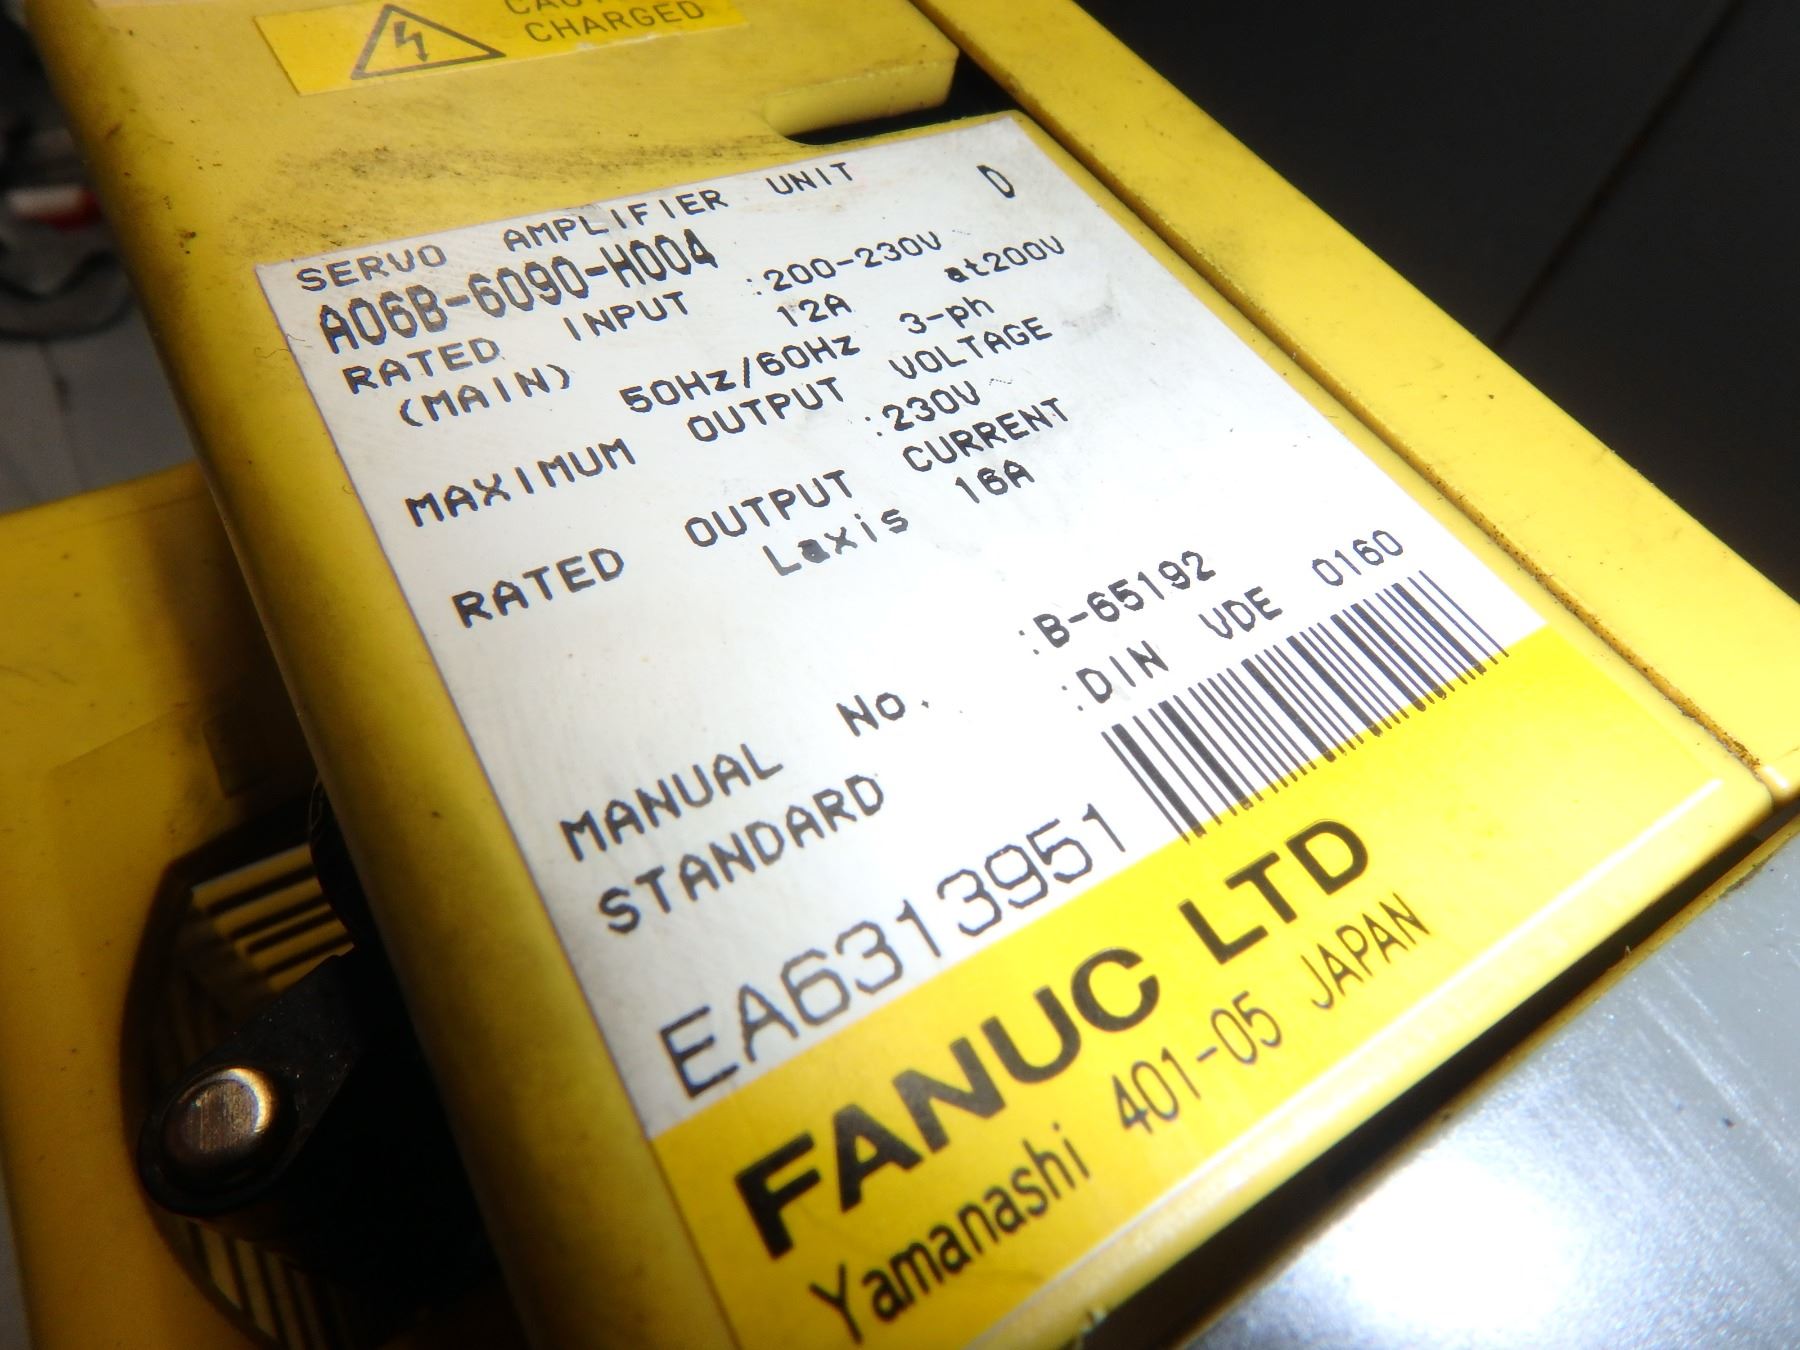 CHARGED
SERVO AMPLIFIER UNIT D
A06B-6090-H004
RATED INPUT :200-230V
(MAIN) 12A at200V
50Hz/60Hz 3-ph
MAXIMUM OUTPUT VOLTAGE
:230V
RATED OUTPUT CURRENT
Laxis 16A
MANUAL No. :B-65192
STANDARD :DIN VDE 0160
EA6313951
FANUC LTD
Yamanashi 401-05 JAPAN